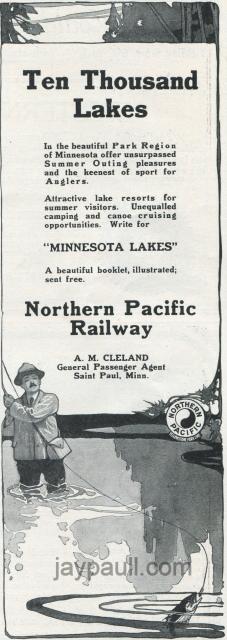 Ten Thousand
Lakes
In the beautiful Park Region
of Minnesota offer unsurpassed
Summer Outing pleasures
and the keenest of sport for
Anglers.
Attractive lake resorts for
summer visitors. Unequalled
camping and canoe cruising
opportunities. Write for
"MINNESOTA LAKES"
A beautiful booklet, illustrated;
sent free.
Northern Pacific
Railway
A. M. CLELAND
General Passenger Agent
Saint Paul, Minn.
NORTHERN
PACIFIC
jaypaull.com